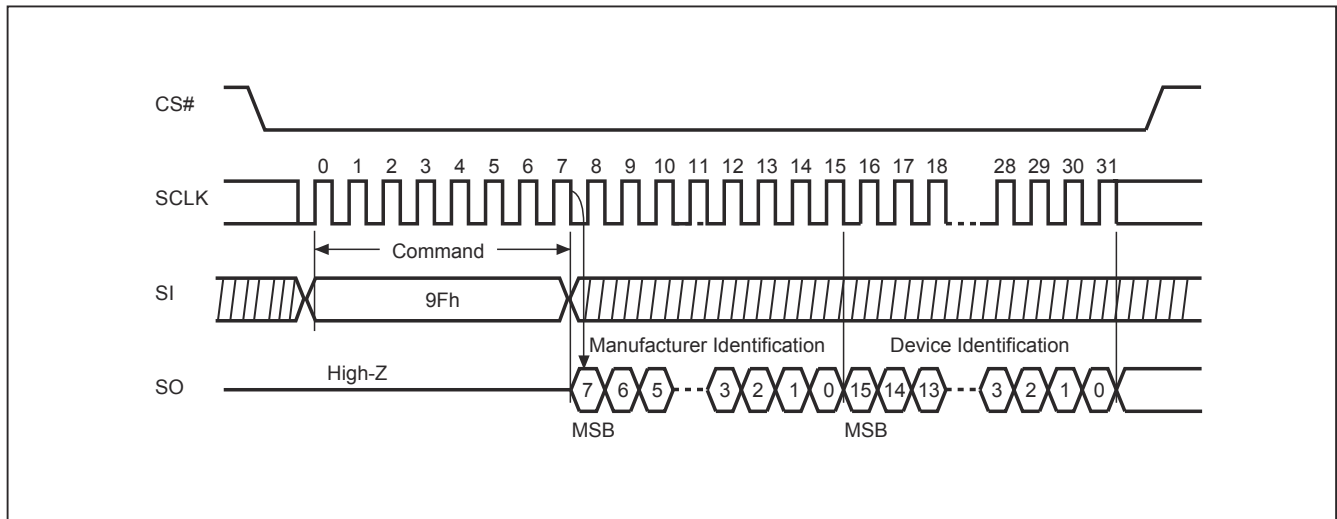 CS#
0 1 2 3 4 5 6 7 8 9 10 11 12 13 14 15 16 17 18 28 29 30 31
SCLK
Command
SI
9Fh
Manufacturer Identification Device Identification
High-Z
SO
7 6 5 3 2 1 0 15 14 13 3 2 1 0
MSB MSB